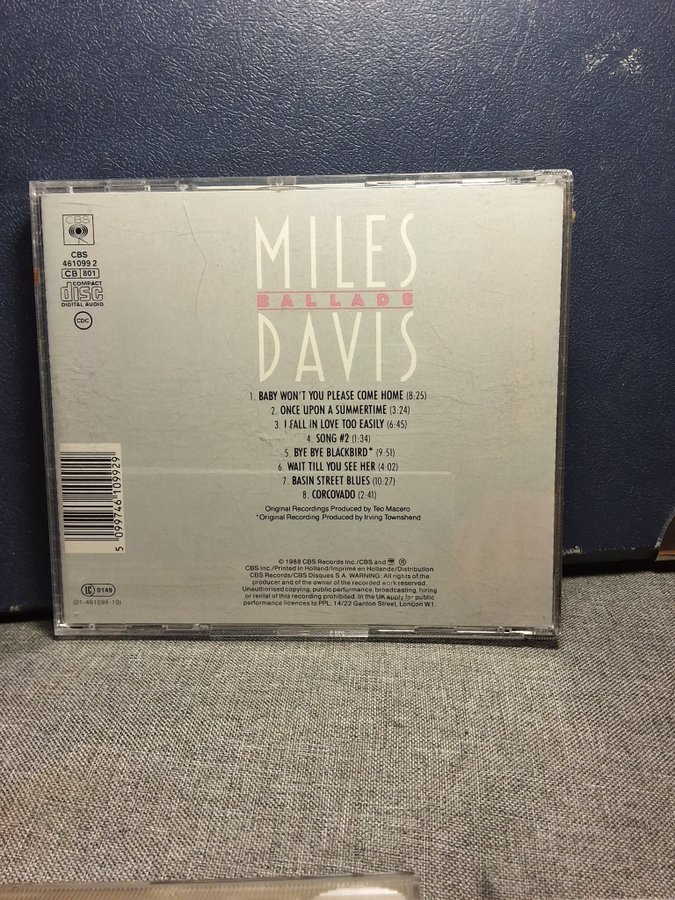 CBS
CBS
461099 2
CB 801
COMPACT
disc
DIGITAL AUDIO
CDC
MILES
BALLADS
DAVIS
1. BABY WON'T YOU PLEASE COME HOME (8:25)
2. ONCE UPON A SUMMERTIME (3:24)
3. I FALL IN LOVE TOO EASILY (6:45)
4. SONG #2 (1:34)
5. BYE BYE BLACKBIRD* (9:51)
6. WAIT TILL YOU SEE HER (4:02)
7. BASIN STREET BLUES (10:27)
8. CORCOVADO (2:41)
Original Recordings Produced by Teo Macero
*Original Recording Produced by Irving Townshend
5 099746 109929
© 1988 CBS Records Inc./CBS and ℗
CBS Inc./Printed in Holland/Imprime en Hollande/Distribution
CBS Records/CBS Disques S.A. WARNING: All rights of the
producer and of the owner of the recorded work reserved.
Unauthorised copying, public performance, broadcasting, hiring
or rental of this recording prohibited. In the UK apply for public
performance licences to PPL, 14/22 Ganton Street, London W1.
LC 0149
(01-461099-10)